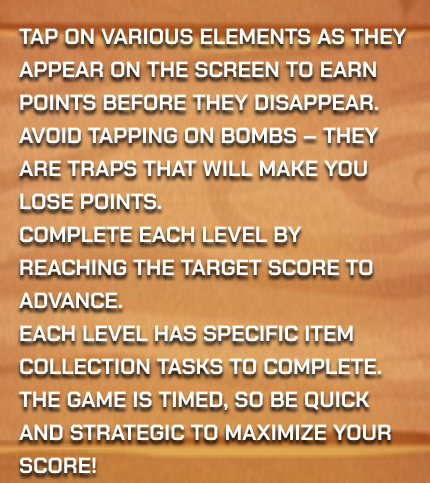 TAP ON VARIOUS ELEMENTS AS THEY
APPEAR ON THE SCREEN TO EARN
POINTS BEFORE THEY DISAPPEAR.
AVOID TAPPING ON BOMBS – THEY
ARE TRAPS THAT WILL MAKE YOU
LOSE POINTS.
COMPLETE EACH LEVEL BY
REACHING THE TARGET SCORE TO
ADVANCE.
EACH LEVEL HAS SPECIFIC ITEM
COLLECTION TASKS TO COMPLETE.
THE GAME IS TIMED, SO BE QUICK
AND STRATEGIC TO MAXIMIZE YOUR
SCORE!